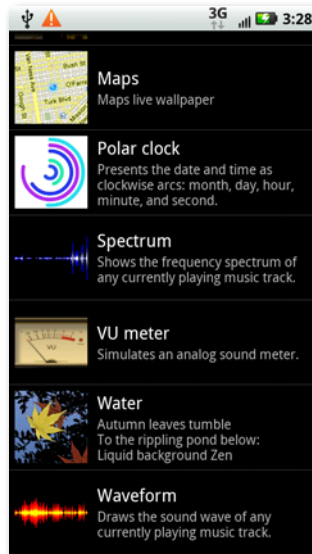 3G 3:28
Maps
Maps live wallpaper
Polar clock
Presents the date and time as
clockwise arcs: month, day, hour,
minute, and second.
Spectrum
Shows the frequency spectrum of
any currently playing music track.
VU
VU meter
Simulates an analog sound meter.
Water
Autumn leaves tumble
To the rippling pond below:
Liquid background Zen
Waveform
Draws the sound wave of any
currently playing music track.